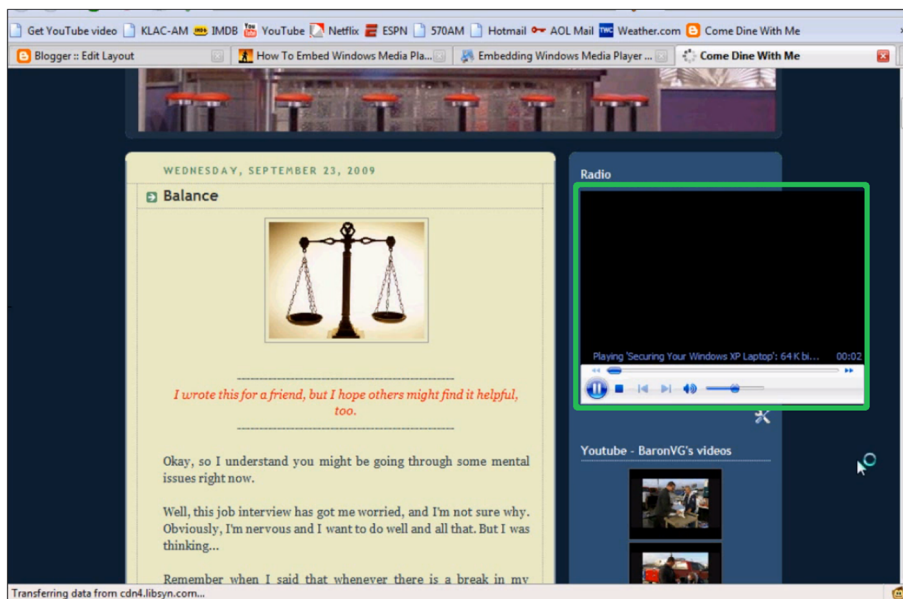 Get YouTube video KLAC-AM IMDB YouTube Netflix ESPN 570AM Hotmail AOL Mail Weather.com Come Dine With Me
Blogger :: Edit Layout How To Embed Windows Media Pla... Embedding Windows Media Player ... Come Dine With Me
WEDNESDAY, SEPTEMBER 23, 2009
Balance
I wrote this for a friend, but I hope others might find it helpful,
too.
Okay, so I understand you might be going through some mental
issues right now.
Well, this job interview has got me worried, and I'm not sure why.
Obviously, I'm nervous and I want to do well and all that. But I was
thinking...
Remember when I said that whenever there is a break in my
Radio
Playing 'Securing Your Windows XP Laptop': 64 K bi... 00:02
Youtube - BaronVG's videos
Transferring data from cdn4.libsyn.com...